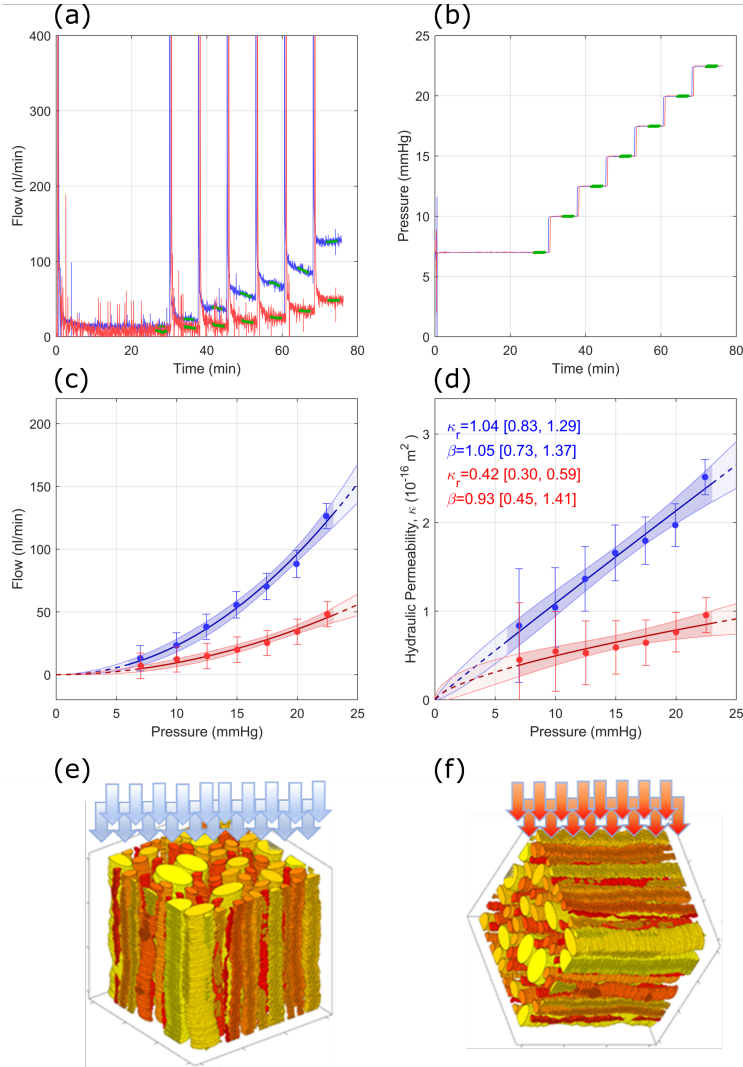 (a)
(b)
400
300
200
100
0
Flow (nl/min)
0
20
40
60
80
Time (min)
25
20
15
10
5
0
Pressure (mmHg)
0
20
40
60
80
Time (min)
(c)
(d)
200
150
100
50
0
Flow (nl/min)
0
5
10
15
20
25
Pressure (mmHg)
3
2
1
0
Hydraulic Permeability, κ (10⁻¹⁶ m²)
κr=1.04 [0.83, 1.29]
β=1.05 [0.73, 1.37]
κr=0.42 [0.30, 0.59]
β=0.93 [0.45, 1.41]
0
5
10
15
20
25
Pressure (mmHg)
(e)
(f)